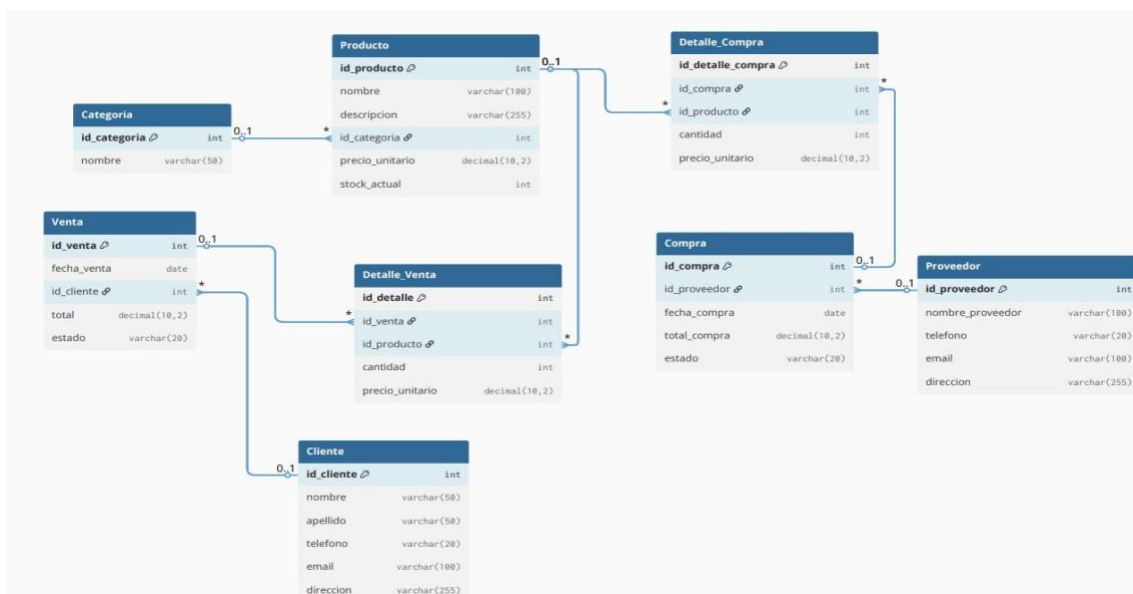 Producto
id_producto int 0..1
nombre varchar(100)
descripcion varchar(255)
* id_categoria int
precio_unitario decimal(10,2)
stock_actual int
Detalle_Compra
id_detalle_compra int
id_compra int *
* id_producto int
cantidad int
precio_unitario decimal(10,2)
Categoria
id_categoria int 0..1
nombre varchar(50)
Venta
id_venta int 0..1
fecha_venta date
id_cliente int *
total decimal(10,2)
estado varchar(20)
Detalle_Venta
id_detalle int
* id_venta int
id_producto int *
cantidad int
precio_unitario decimal(10,2)
Compra
id_compra int 0..1
id_proveedor int *
fecha_compra date
total_compra decimal(10,2)
estado varchar(20)
Proveedor
0..1 id_proveedor int
nombre_proveedor varchar(100)
telefono varchar(20)
email varchar(100)
direccion varchar(255)
Cliente
0..1 id_cliente int
nombre varchar(50)
apellido varchar(50)
telefono varchar(20)
email varchar(100)
direccion varchar(255)